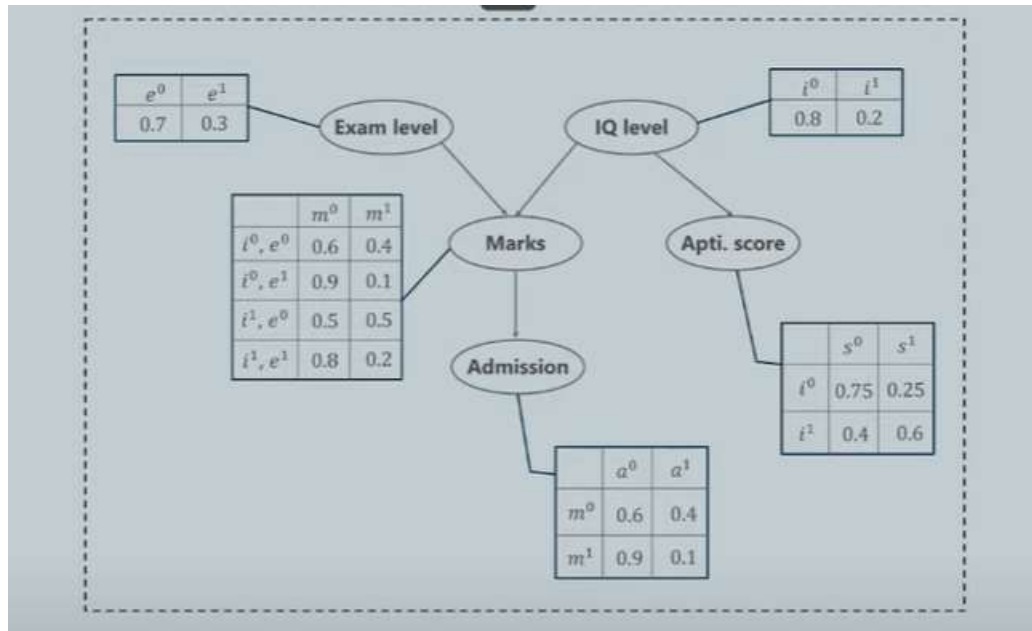 e⁰ e¹
0.7 0.3
Exam level
IQ level
i⁰ i¹
0.8 0.2
m⁰ m¹
i⁰, e⁰ 0.6 0.4
i⁰, e¹ 0.9 0.1
i¹, e⁰ 0.5 0.5
i¹, e¹ 0.8 0.2
Marks
Apti. score
Admission
s⁰ s¹
i⁰ 0.75 0.25
i¹ 0.4 0.6
a⁰ a¹
m⁰ 0.6 0.4
m¹ 0.9 0.1